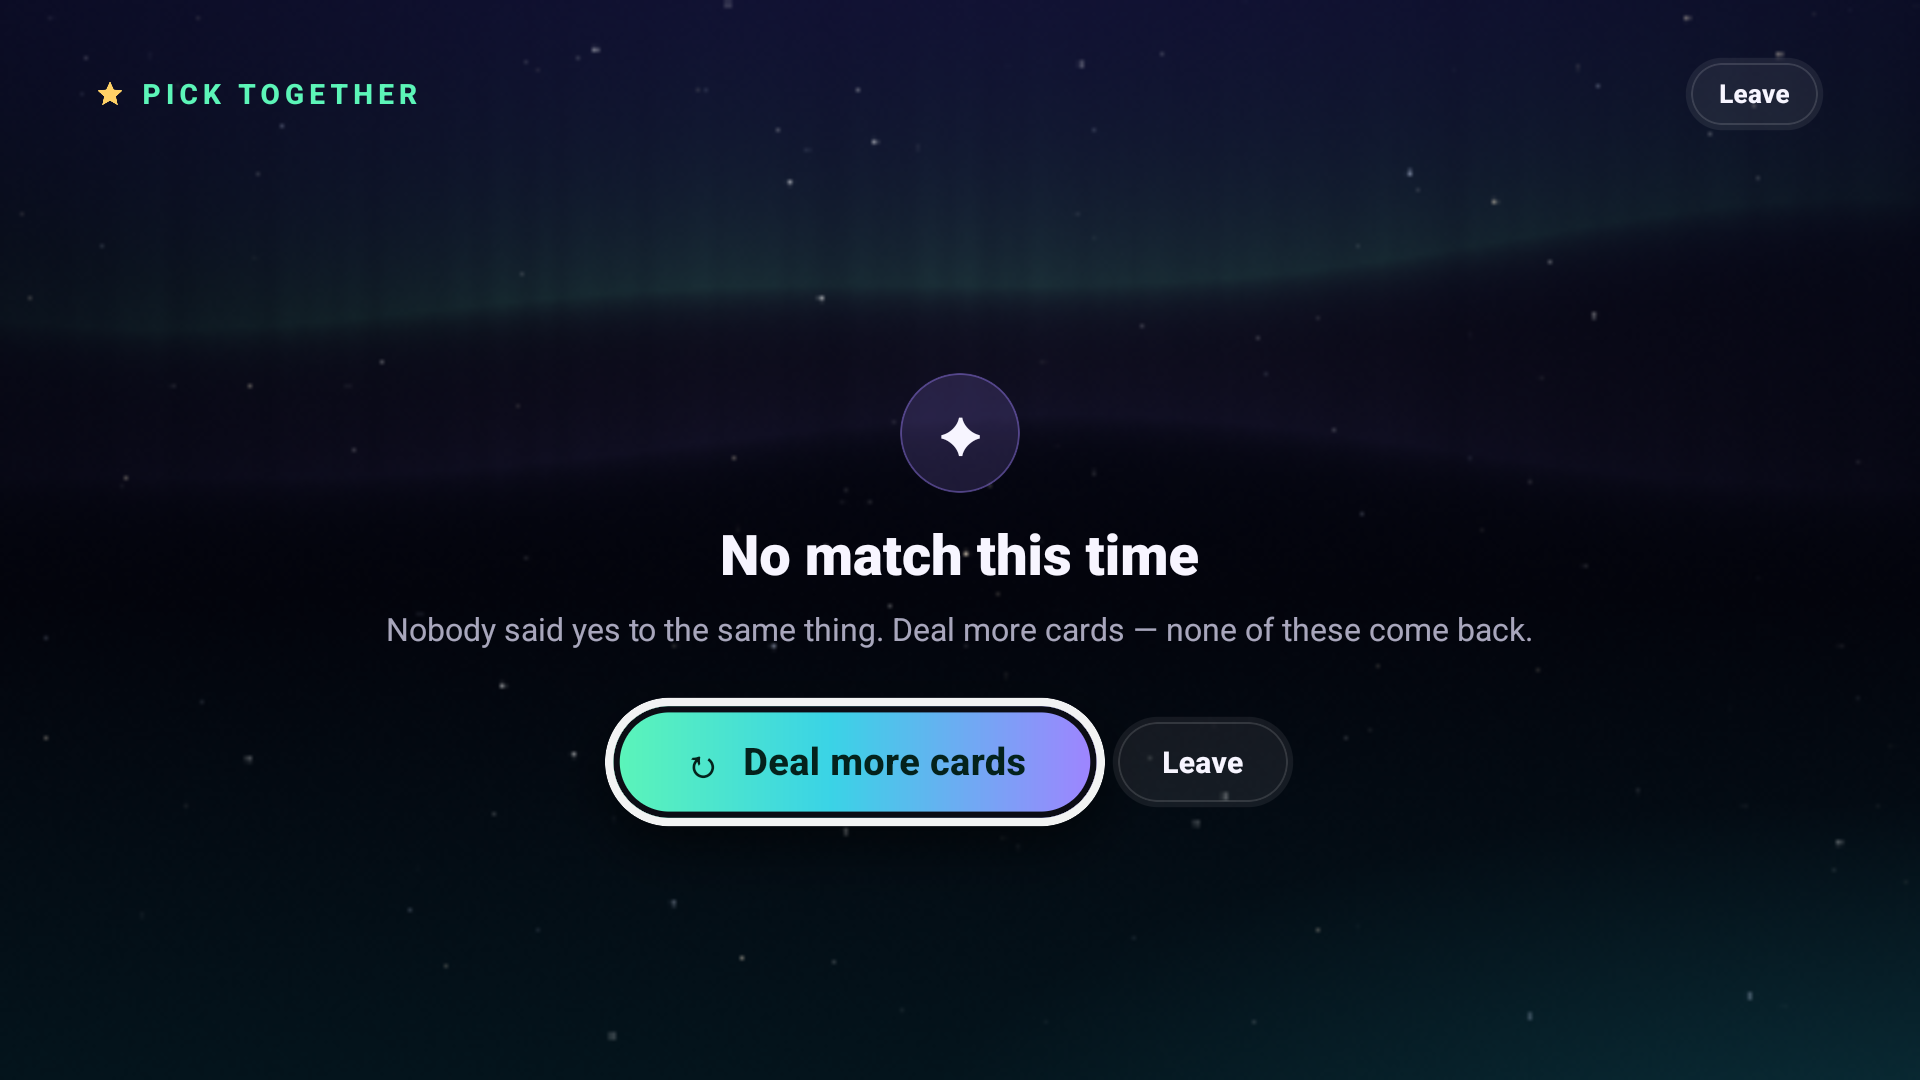 PICK TOGETHER
Leave
No match this time
Nobody said yes to the same thing. Deal more cards — none of these come back.
Deal more cards
Leave